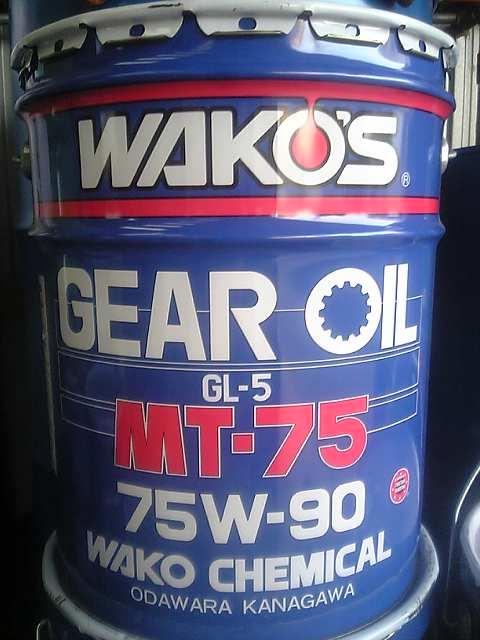 WAKO'S®
GEAR OIL
GL-5
MT-75
75W-90
WAKO CHEMICAL
ODAWARA KANAGAWA